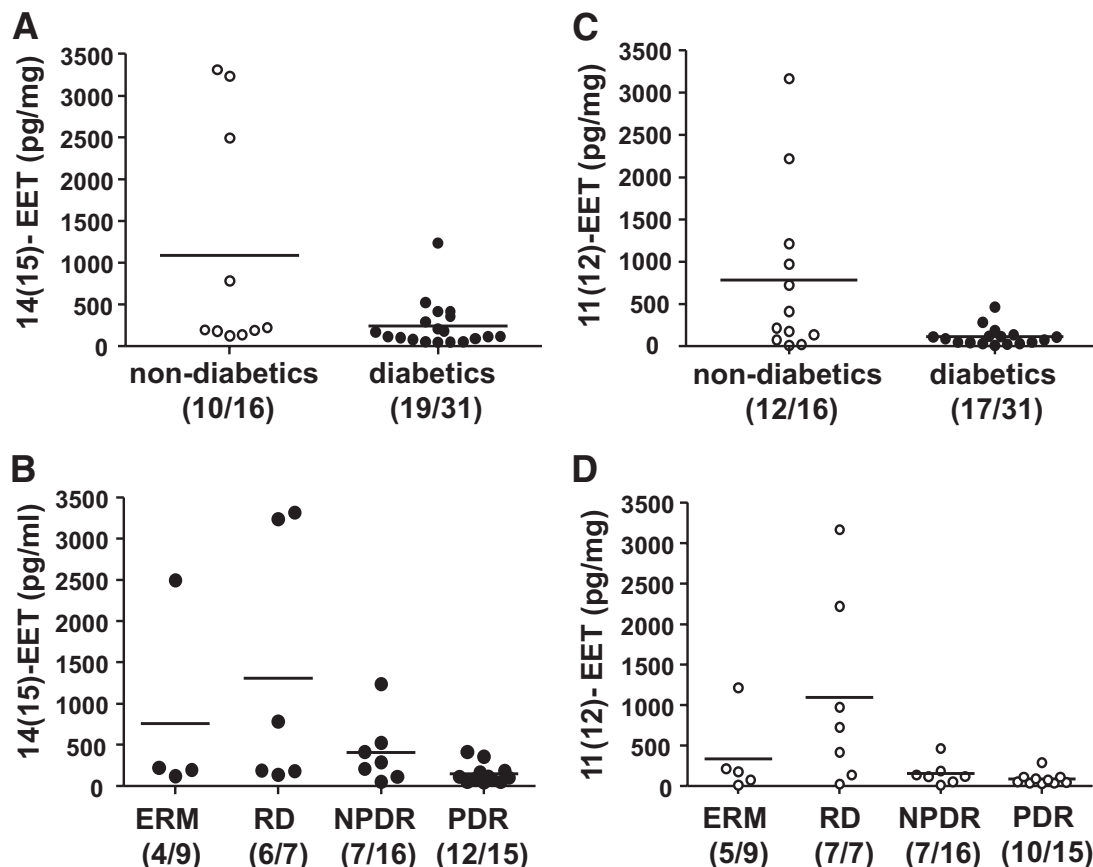 A
14(15)- EET (pg/mg)
3500
3000
2500
2000
1500
1000
500
0
non-diabetics
(10/16)
diabetics
(19/31)
C
11(12)-EET (pg/mg)
3500
3000
2500
2000
1500
1000
500
0
non-diabetics
(12/16)
diabetics
(17/31)
B
14(15)-EET (pg/ml)
3500
3000
2500
2000
1500
1000
500
0
ERM
(4/9)
RD
(6/7)
NPDR
(7/16)
PDR
(12/15)
D
11(12)- EET (pg/mg)
3500
3000
2500
2000
1500
1000
500
0
ERM
(5/9)
RD
(7/7)
NPDR
(7/16)
PDR
(10/15)